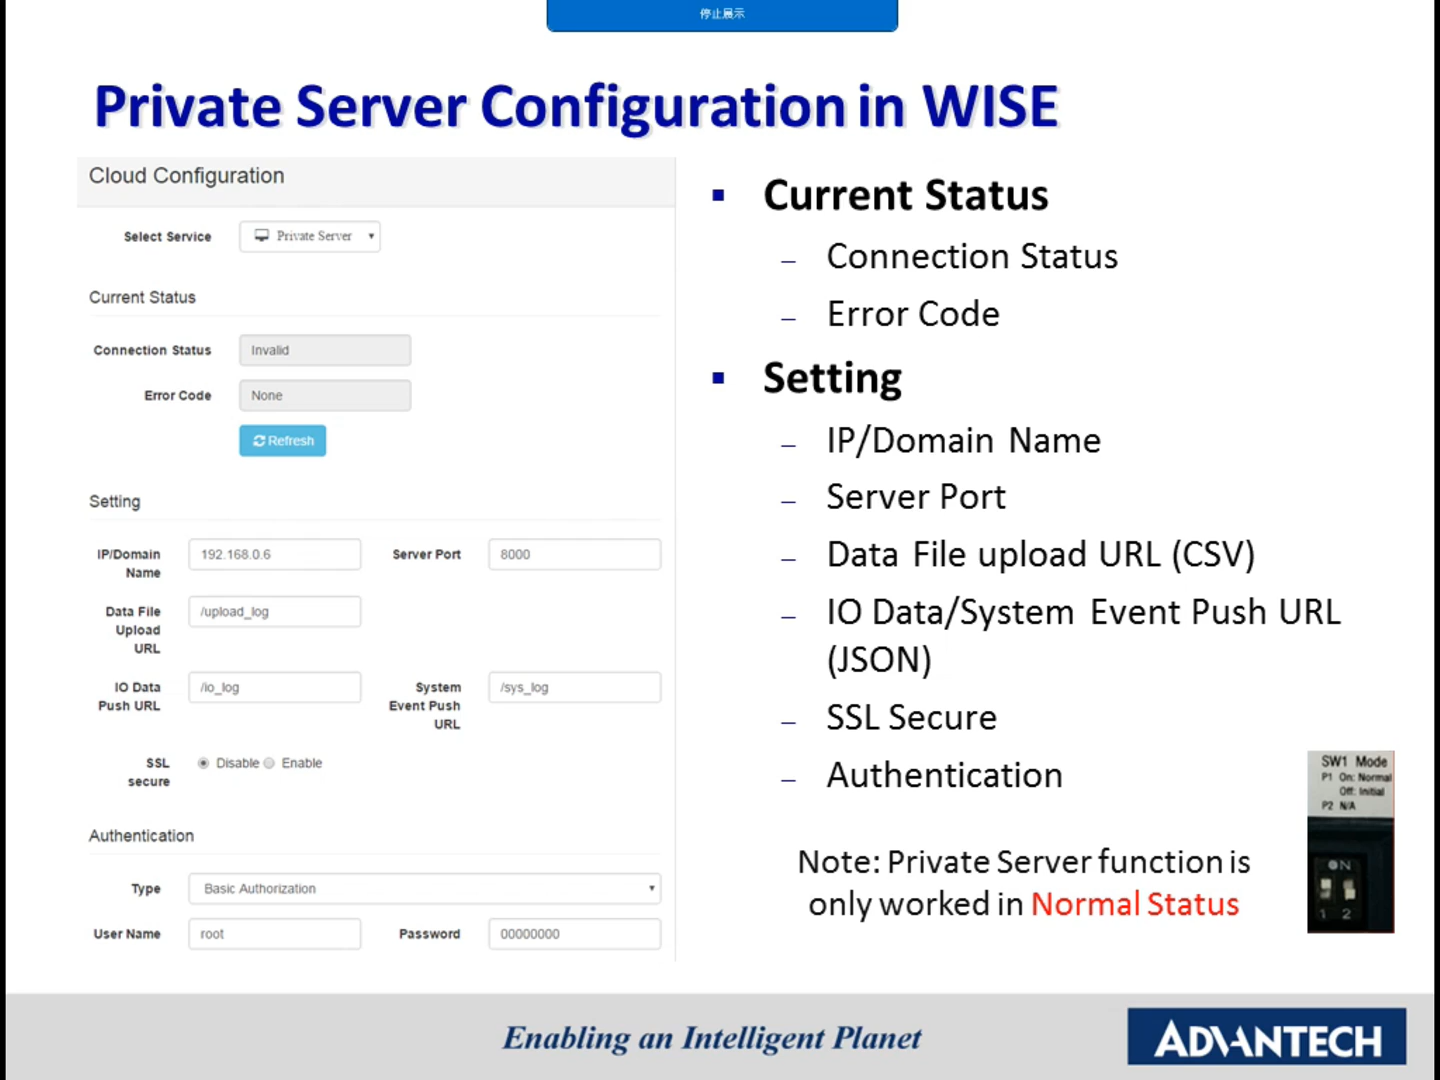 停止展示
Private Server Configuration in WISE
Cloud Configuration
Select Service
Private Server
Current Status
Connection Status
Invalid
Error Code
None
Refresh
Setting
IP/Domain
Name
192.168.0.6
Server Port
8000
Data File
Upload
URL
/upload_log
IO Data
Push URL
/io_log
System
Event Push
URL
/sys_log
SSL
secure
Disable
Enable
Authentication
Type
Basic Authorization
User Name
root
Password
00000000
Current Status
Connection Status
Error Code
Setting
IP/Domain Name
Server Port
Data File upload URL (CSV)
IO Data/System Event Push URL
(JSON)
SSL Secure
Authentication
Note: Private Server function is
only worked in Normal Status
SW1 Mode
P1 On: Normal
Off: Initial
P2 N/A
ON
1 2
Enabling an Intelligent Planet
ADVANTECH